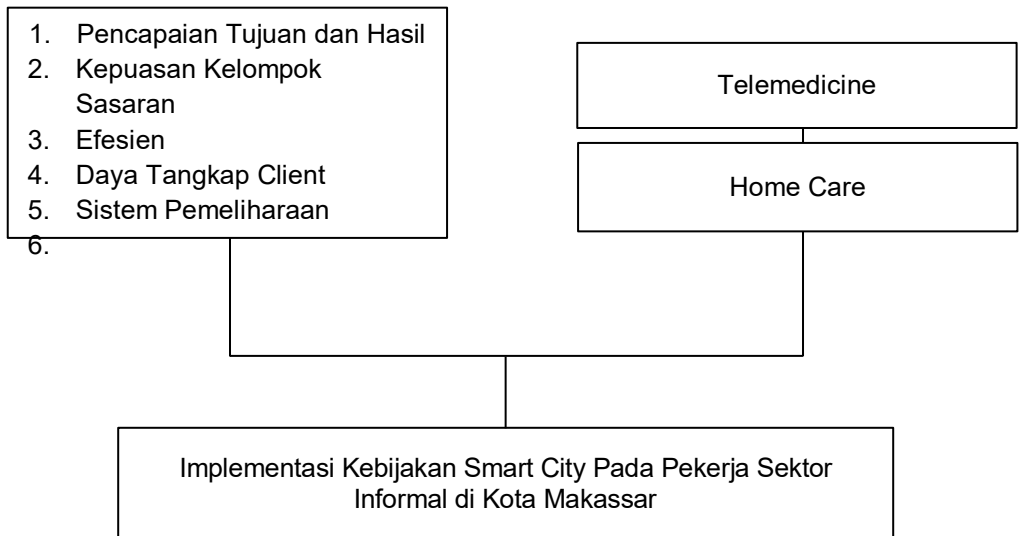 1. Pencapaian Tujuan dan Hasil
2. Kepuasan Kelompok
Sasaran
3. Efesien
4. Daya Tangkap Client
5. Sistem Pemeliharaan
6.
Telemedicine
Home Care
Implementasi Kebijakan Smart City Pada Pekerja Sektor
Informal di Kota Makassar